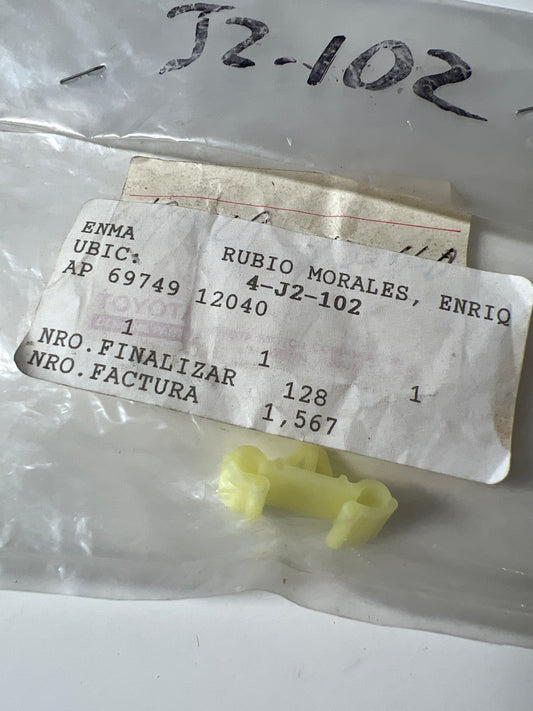 J2-102
ENMA
UBIC. RUBIO MORALES, ENRIQ
AP 69749 12040 4-J2-102
1 1
NRO.FINALIZAR 128 1
NRO.FACTURA 1,567
TOYOT